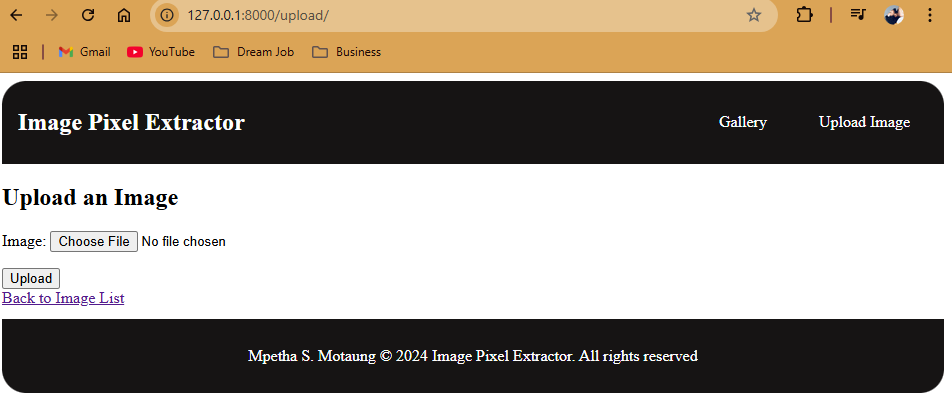 127.0.0.1:8000/upload/
Gmail YouTube Dream Job Business
Image Pixel Extractor Gallery Upload Image
Upload an Image
Image: Choose File No file chosen
Upload
Back to Image List
Mpetha S. Motaung © 2024 Image Pixel Extractor. All rights reserved